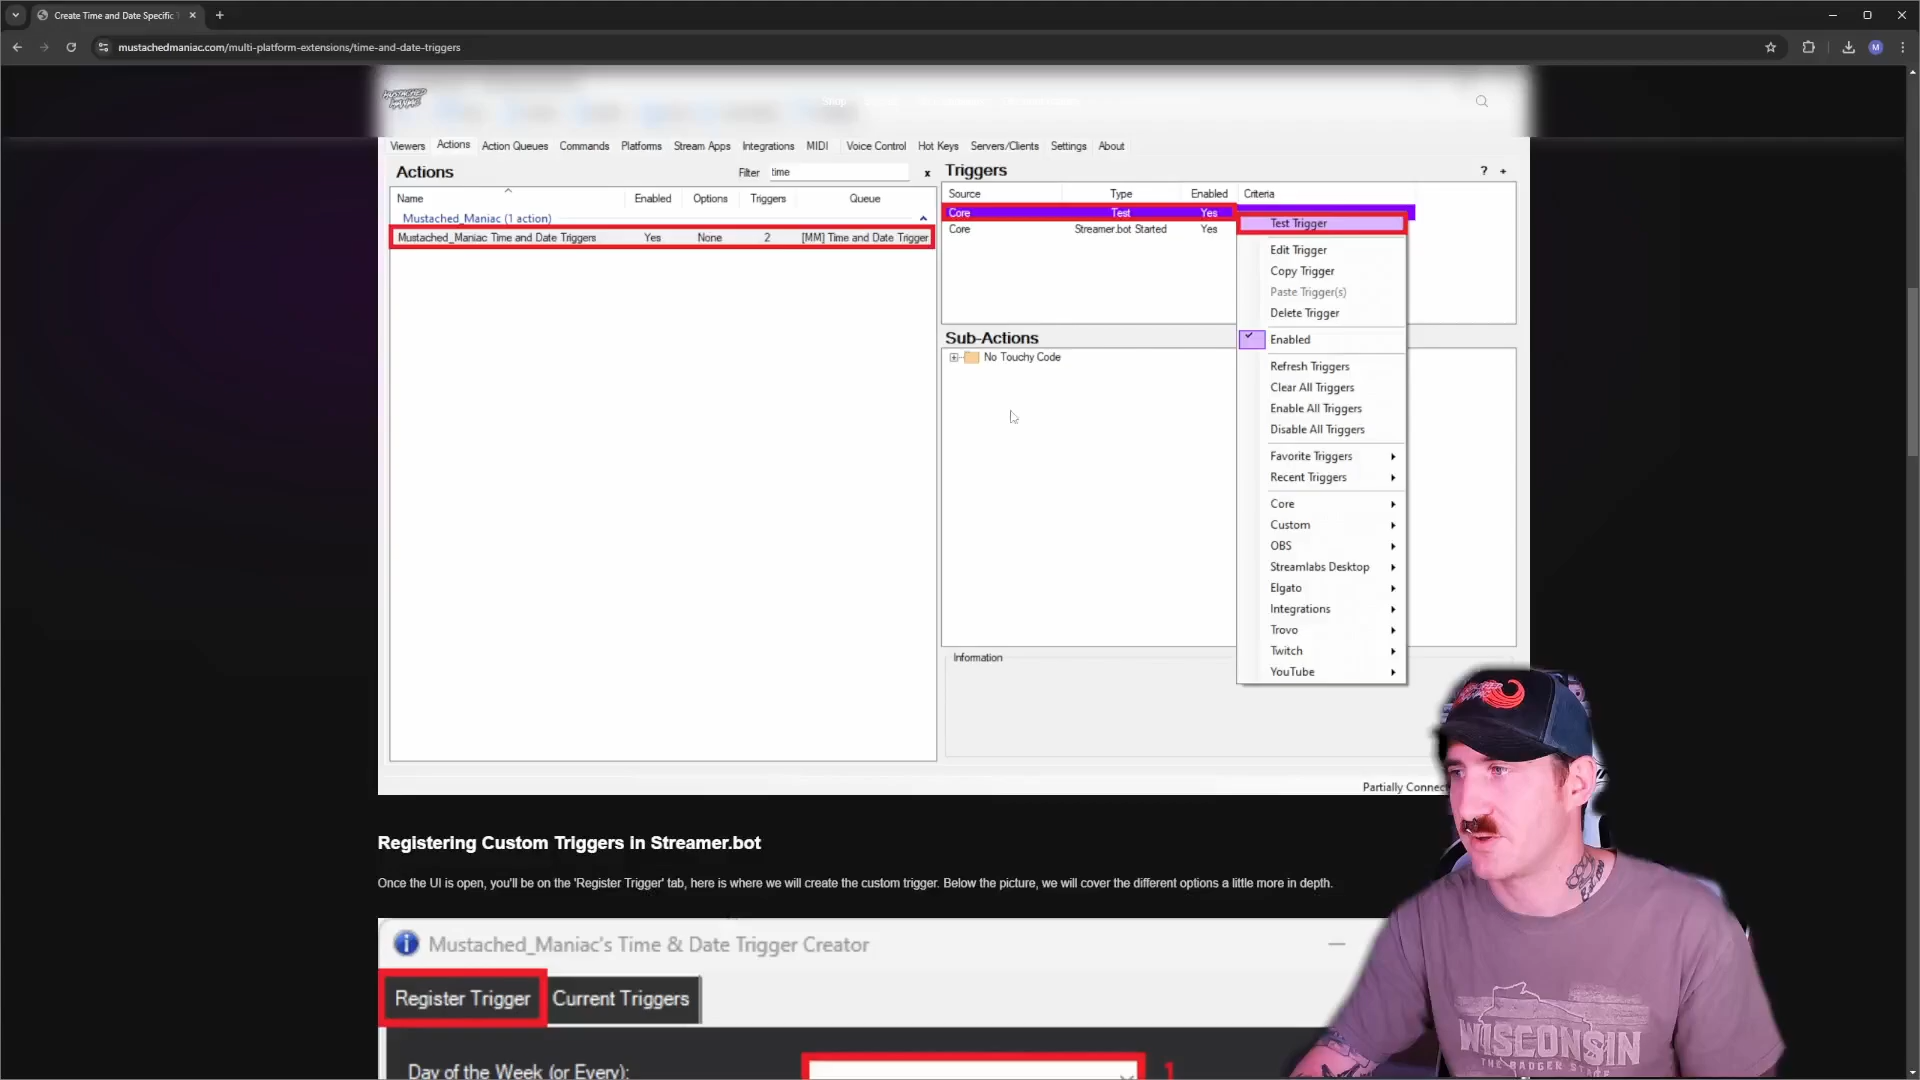 Create Time and Date Specific
mustachedmaniac.com/multi-platform-extensions/time-and-date-triggers
M
MUSTACHED
MANIAC
Shop
Viewers Actions Action Queues Commands Platforms Stream Apps Integrations MIDI Voice Control Hot Keys Servers/Clients Settings About
Actions Filter time x Triggers ? +
Name Enabled Options Triggers Queue Source Type Enabled Criteria
Mustached_Maniac (1 action)
Core Test Yes
Mustached_Maniac Time and Date Triggers Yes None 2 [MM] Time and Date Trigger
Core Streamer.bot Started Yes
Test Trigger
Edit Trigger
Copy Trigger
Paste Trigger(s)
Delete Trigger
Enabled
Refresh Triggers
Clear All Triggers
Enable All Triggers
Disable All Triggers
Favorite Triggers
Recent Triggers
Core
Custom
OBS
Streamlabs Desktop
Elgato
Integrations
Trovo
Twitch
YouTube
Sub-Actions
No Touchy Code
Information
Partially Connec
Registering Custom Triggers in Streamer.bot
Once the UI is open, you'll be on the 'Register Trigger' tab, here is where we will create the custom trigger. Below the picture, we will cover the different options a little more in depth.
Mustached_Maniac's Time & Date Trigger Creator
Register Trigger Current Triggers
Day of the Week (or Every): 1
WISCONSIN
THE BADGER STATE